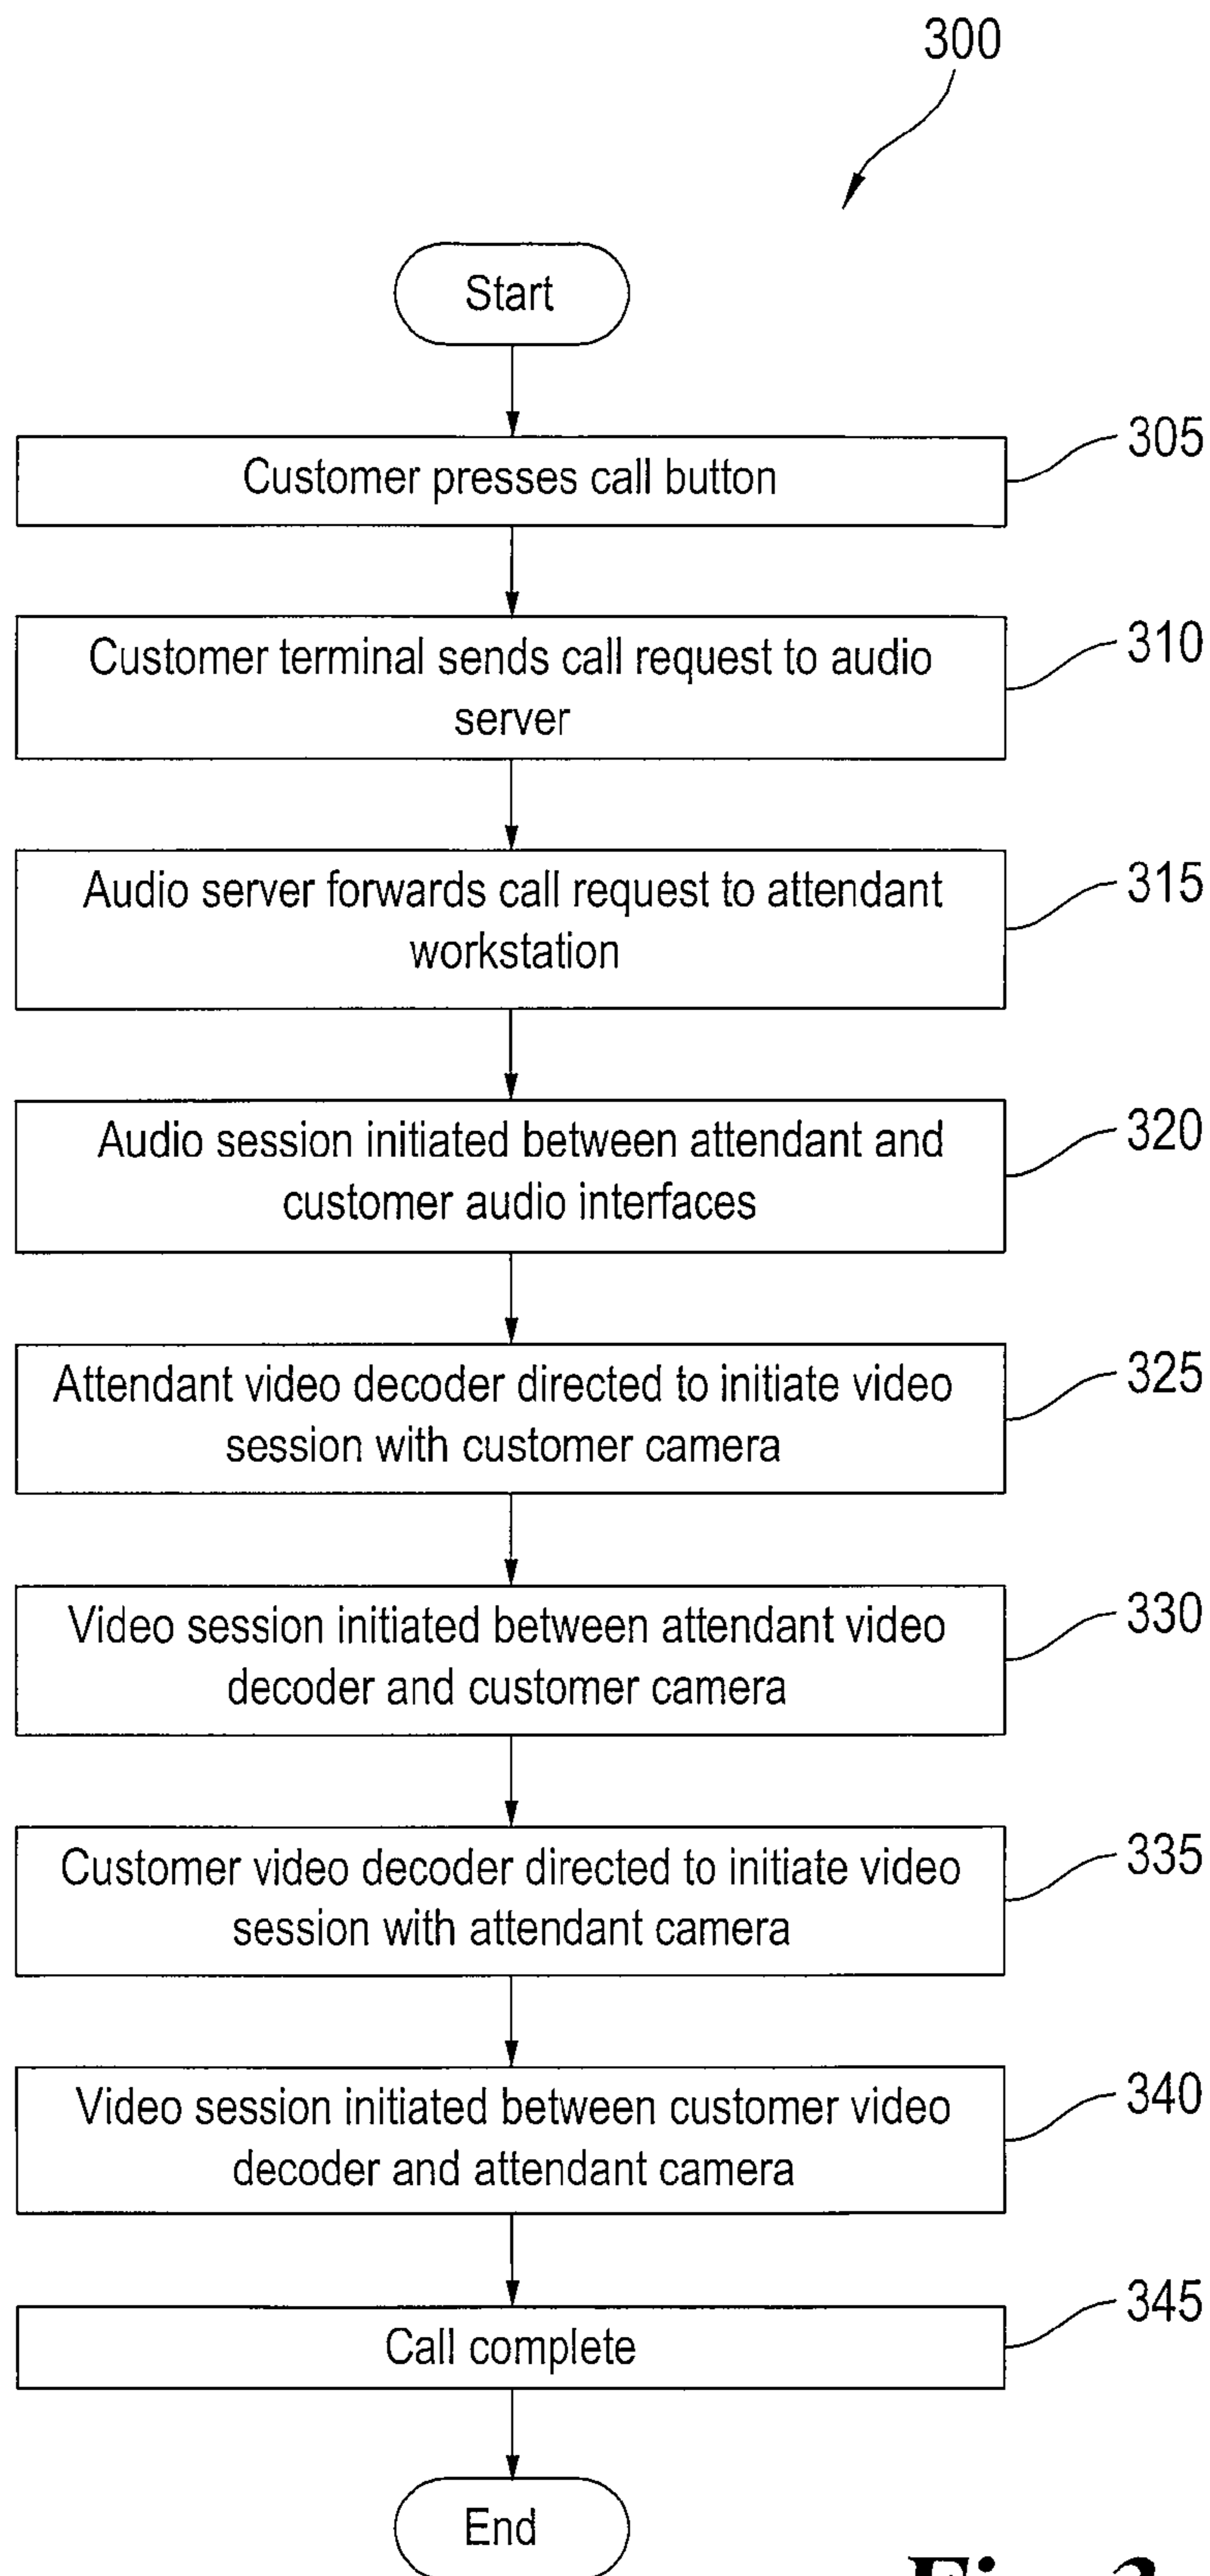 300
Start
Customer presses call button
305
Customer terminal sends call request to audio
server
310
Audio server forwards call request to attendant
workstation
315
Audio session initiated between attendant and
customer audio interfaces
320
Attendant video decoder directed to initiate video
session with customer camera
325
Video session initiated between attendant video
decoder and customer camera
330
Customer video decoder directed to initiate video
session with attendant camera
335
Video session initiated between customer video
decoder and attendant camera
340
Call complete
345
End